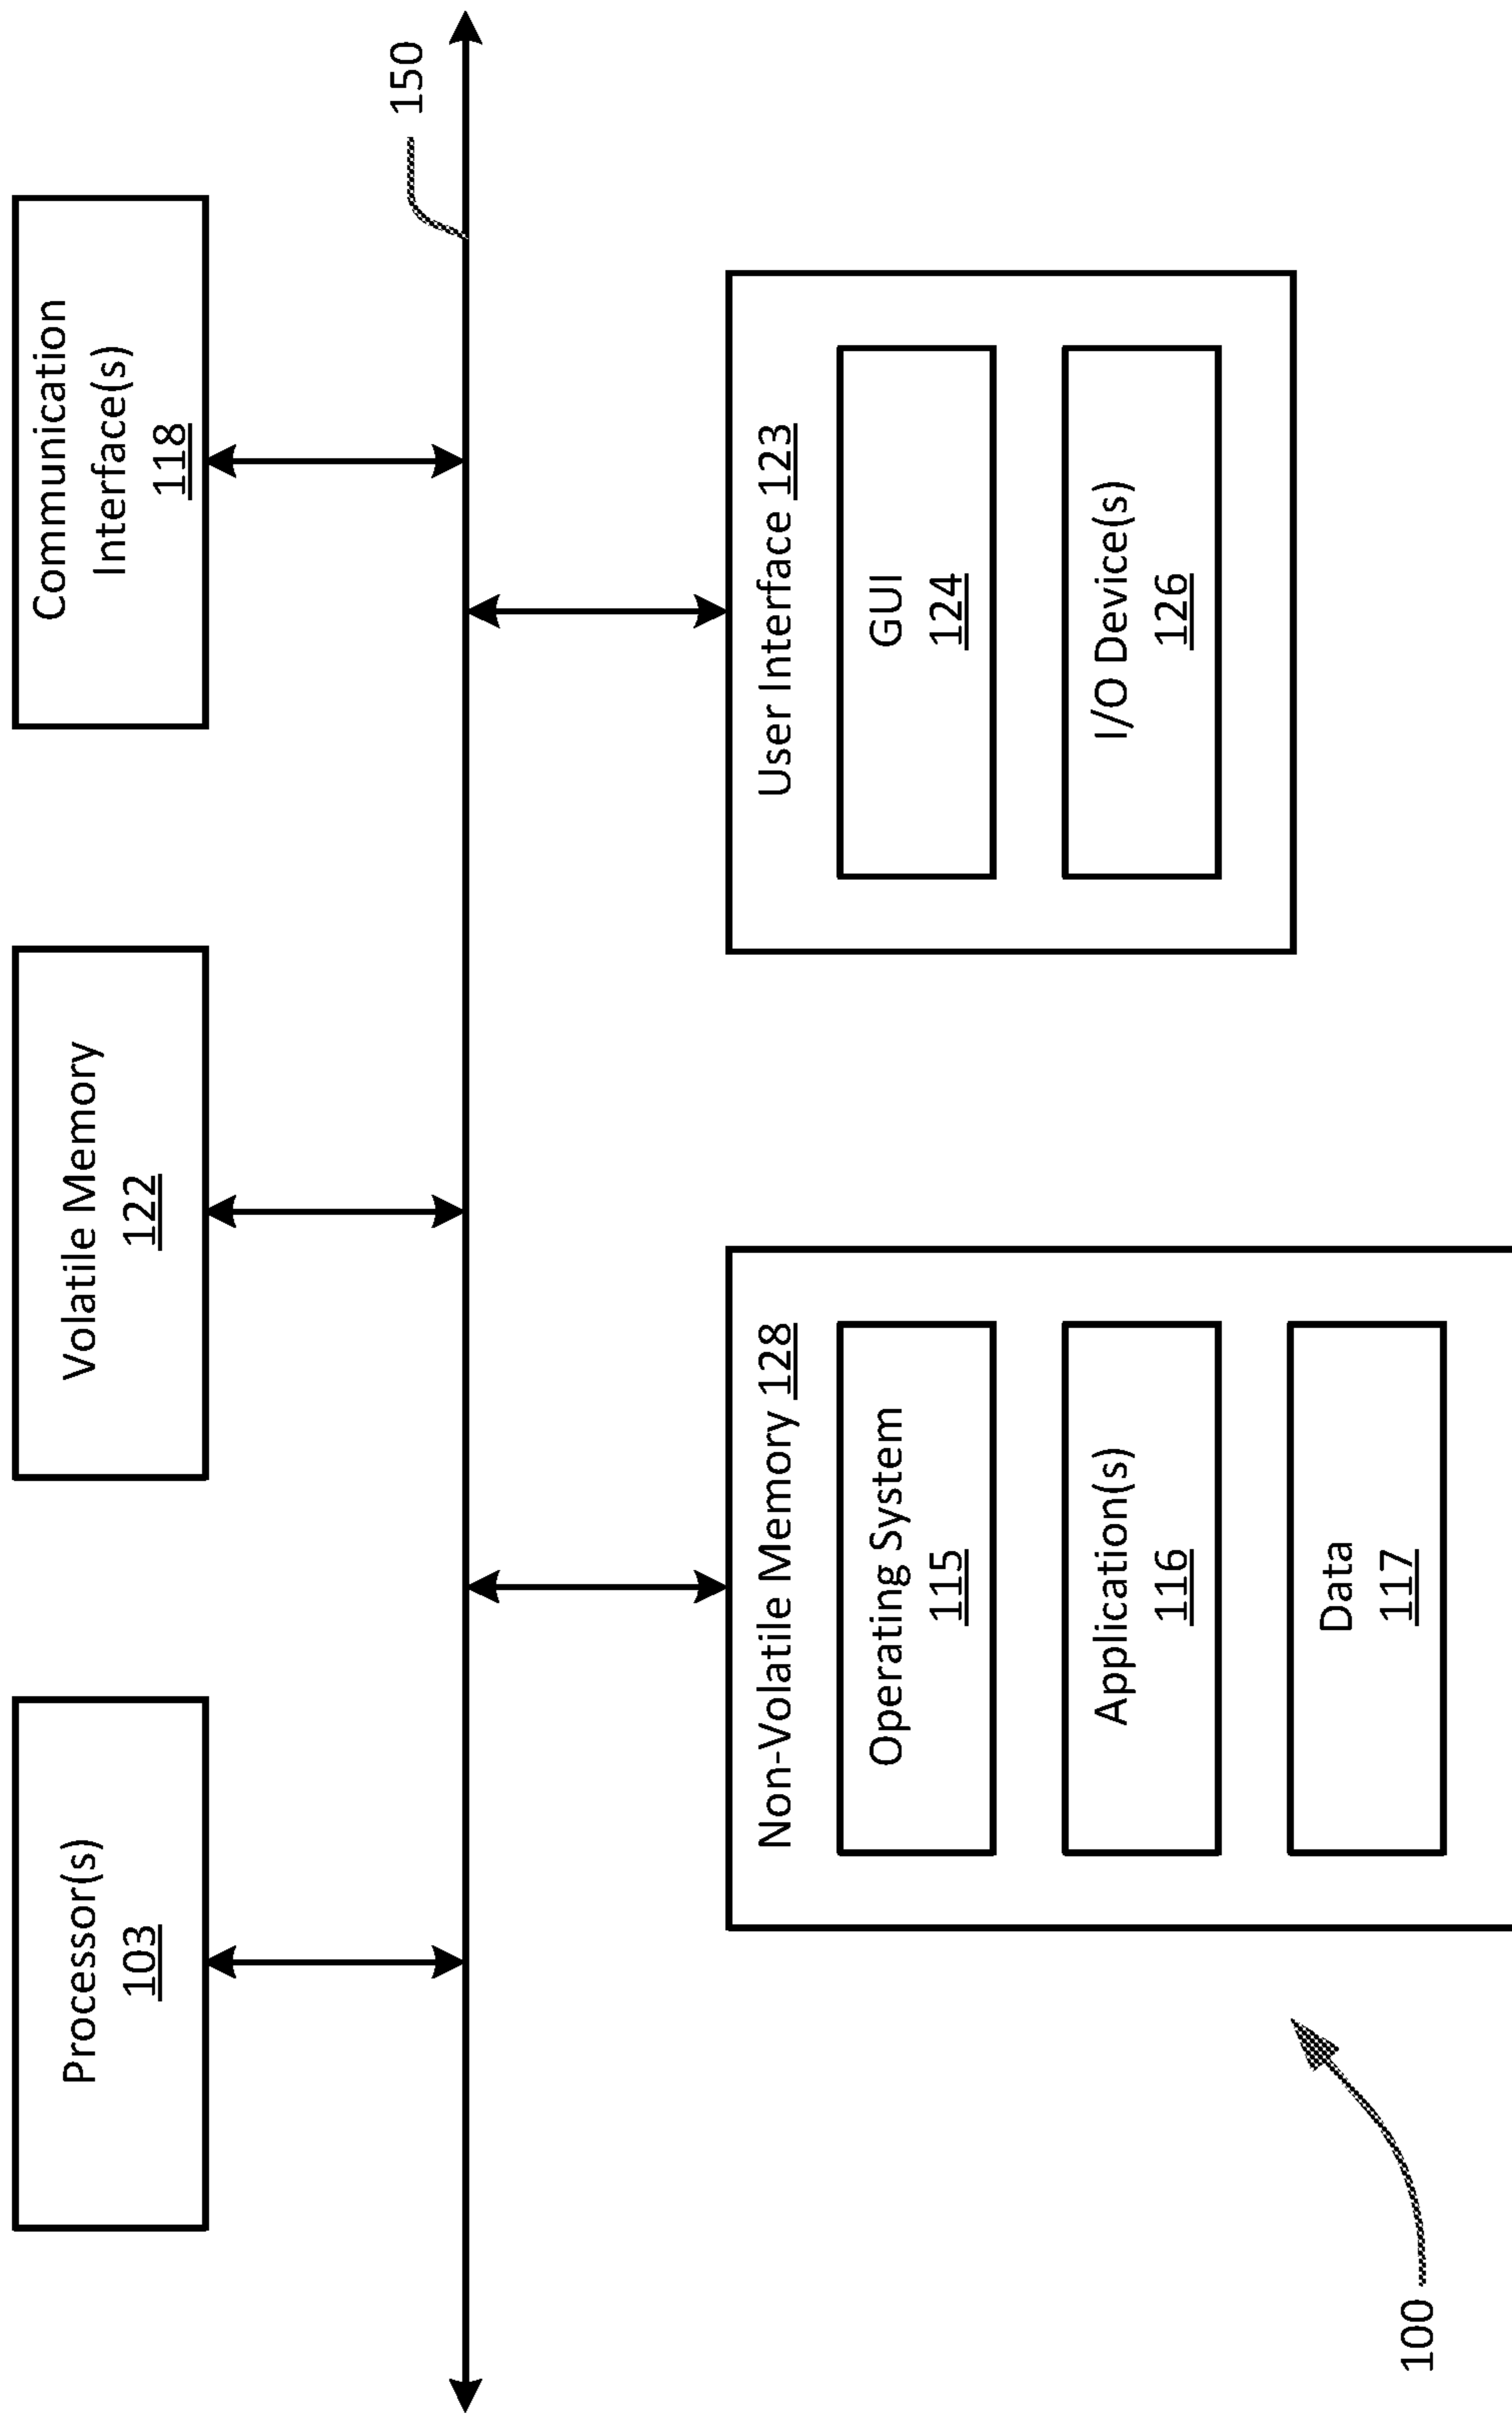 Processor(s)
103
Volatile Memory
122
Communication
Interface(s)
118
150
Non-Volatile Memory 128
Operating System
115
Application(s)
116
Data
117
User Interface 123
GUI
124
I/O Device(s)
126
100